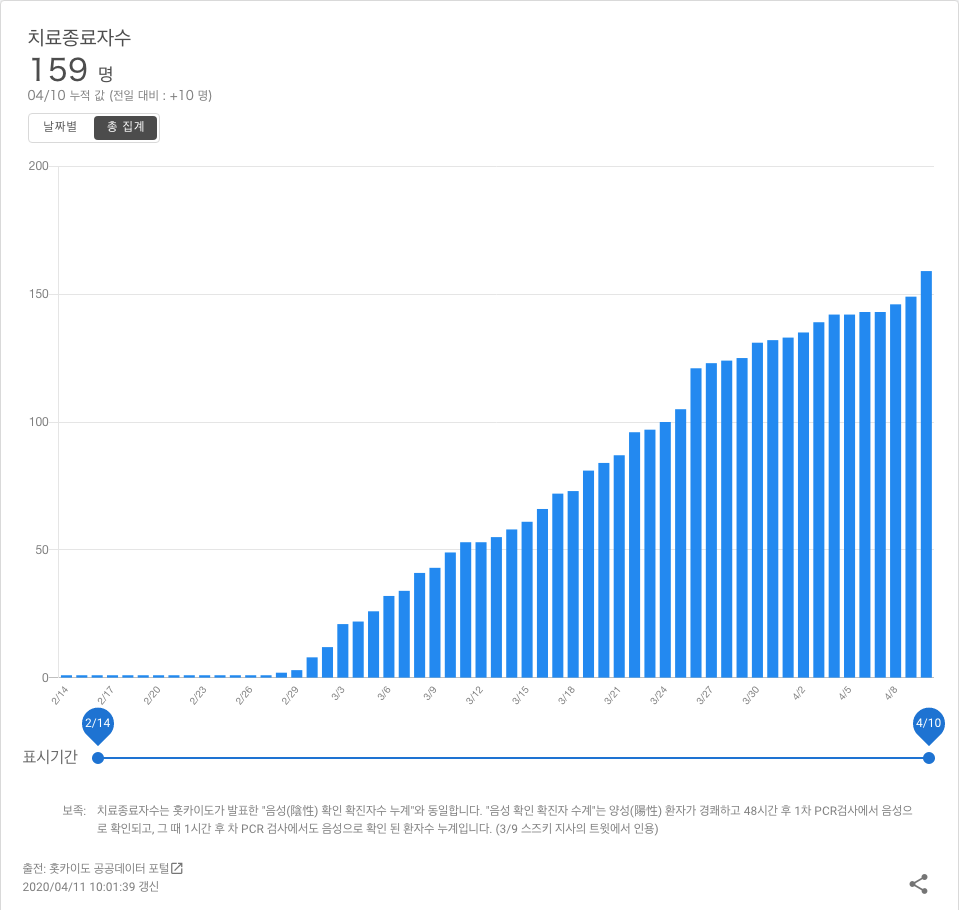 치료종료자수
159 명
04/10 누적 값 (전일 대비 : +10 명)
날짜별 총 집계
200
150
100
50
0
2/14 2/17 2/20 2/23 2/26 2/29 3/3 3/6 3/9 3/12 3/15 3/18 3/21 3/24 3/27 3/30 4/2 4/5 4/8
2/14 4/10
표시기간
보족: 치료종료자수는 홋카이도가 발표한 "음성(陰性) 확인 확진자수 누계"와 동일합니다. "음성 확인 확진자 수계"는 양성(陽性) 환자가 경쾌하고 48시간 후 1차 PCR검사에서 음성으
로 확인되고, 그 때 1시간 후 차 PCR 검사에서도 음성으로 확인 된 환자수 누계입니다. (3/9 스즈키 지사의 트윗에서 인용)
출전: 홋카이도 공공데이터 포털
2020/04/11 10:01:39 갱신